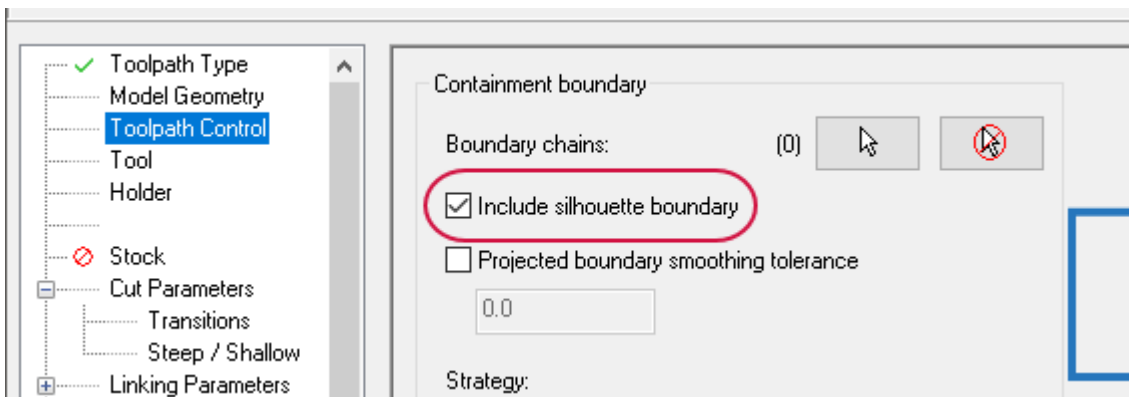 Toolpath Type
Model Geometry
Toolpath Control
Tool
Holder
Stock
Cut Parameters
Transitions
Steep / Shallow
Linking Parameters
Containment boundary
Boundary chains: (0)
Include silhouette boundary
Projected boundary smoothing tolerance
0.0
Strategy: